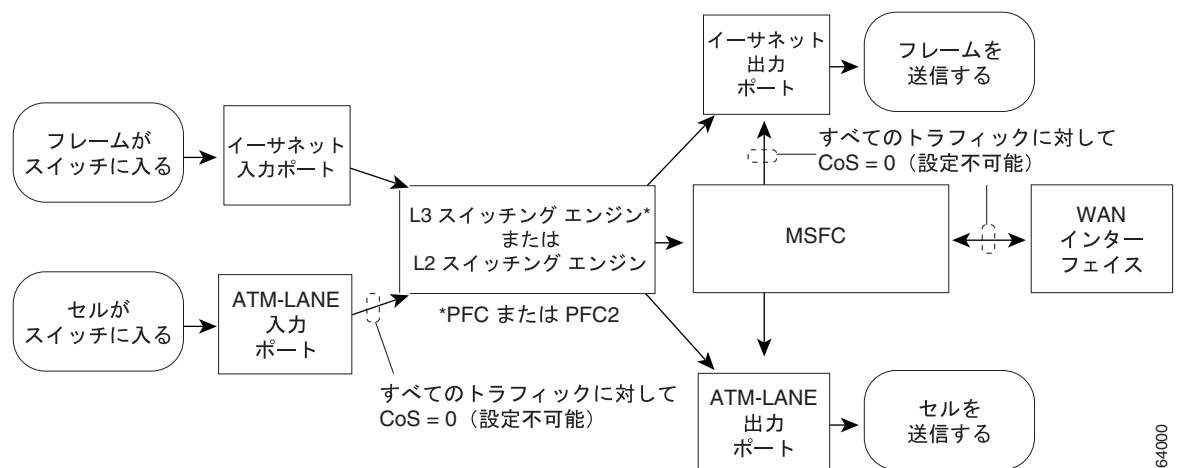 フレームが
スイッチに入る
イーサネット
入力ポート
セルが
スイッチに入る
ATM-LANE
入力
ポート
すべてのトラフィックに対して
CoS = 0（設定不可能）
L3 スイッチング エンジン*
または
L2 スイッチング エンジン
*PFC または PFC2
イーサネット
出力
ポート
フレームを
送信する
すべてのトラフィックに対して
CoS = 0（設定不可能）
MSFC
WAN
インター
フェイス
ATM-LANE
出力
ポート
セルを
送信する
64000